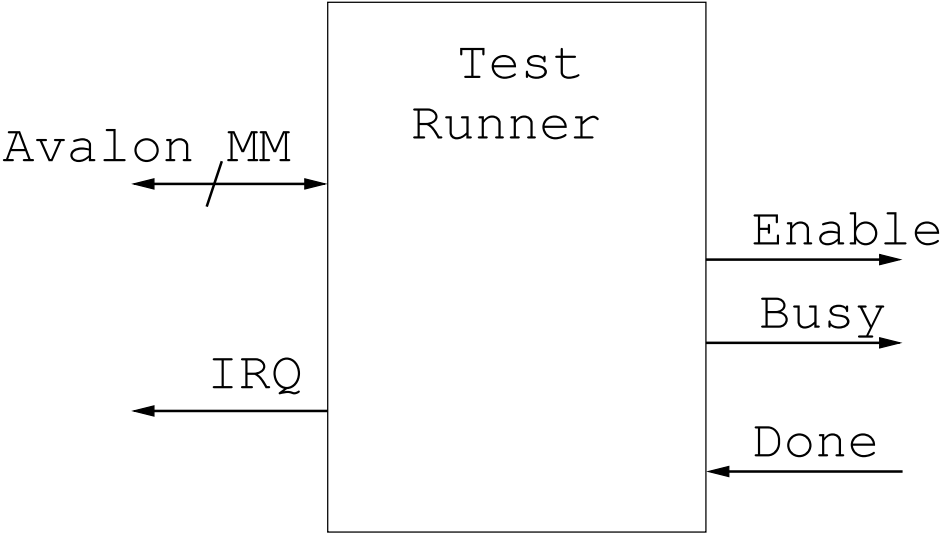 Test
Runner
Avalon MM
Enable
Busy
IRQ
Done